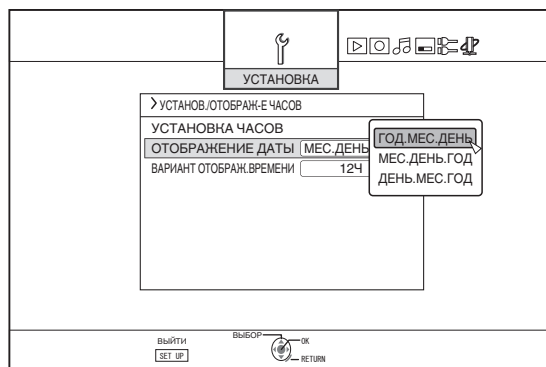 УСТАНОВКА
УСТАНОВ./ОТОБРАЖ-Е ЧАСОВ
УСТАНОВКА ЧАСОВ
ОТОБРАЖЕНИЕ ДАТЫ МЕС.ДЕНЬ
ВАРИАНТ ОТОБРАЖ.ВРЕМЕНИ 12Ч
ГОД.МЕС.ДЕНЬ
МЕС.ДЕНЬ.ГОД
ДЕНЬ.МЕС.ГОД
ВЫЙТИ
SET UP
ВЫБОР
OK
RETURN